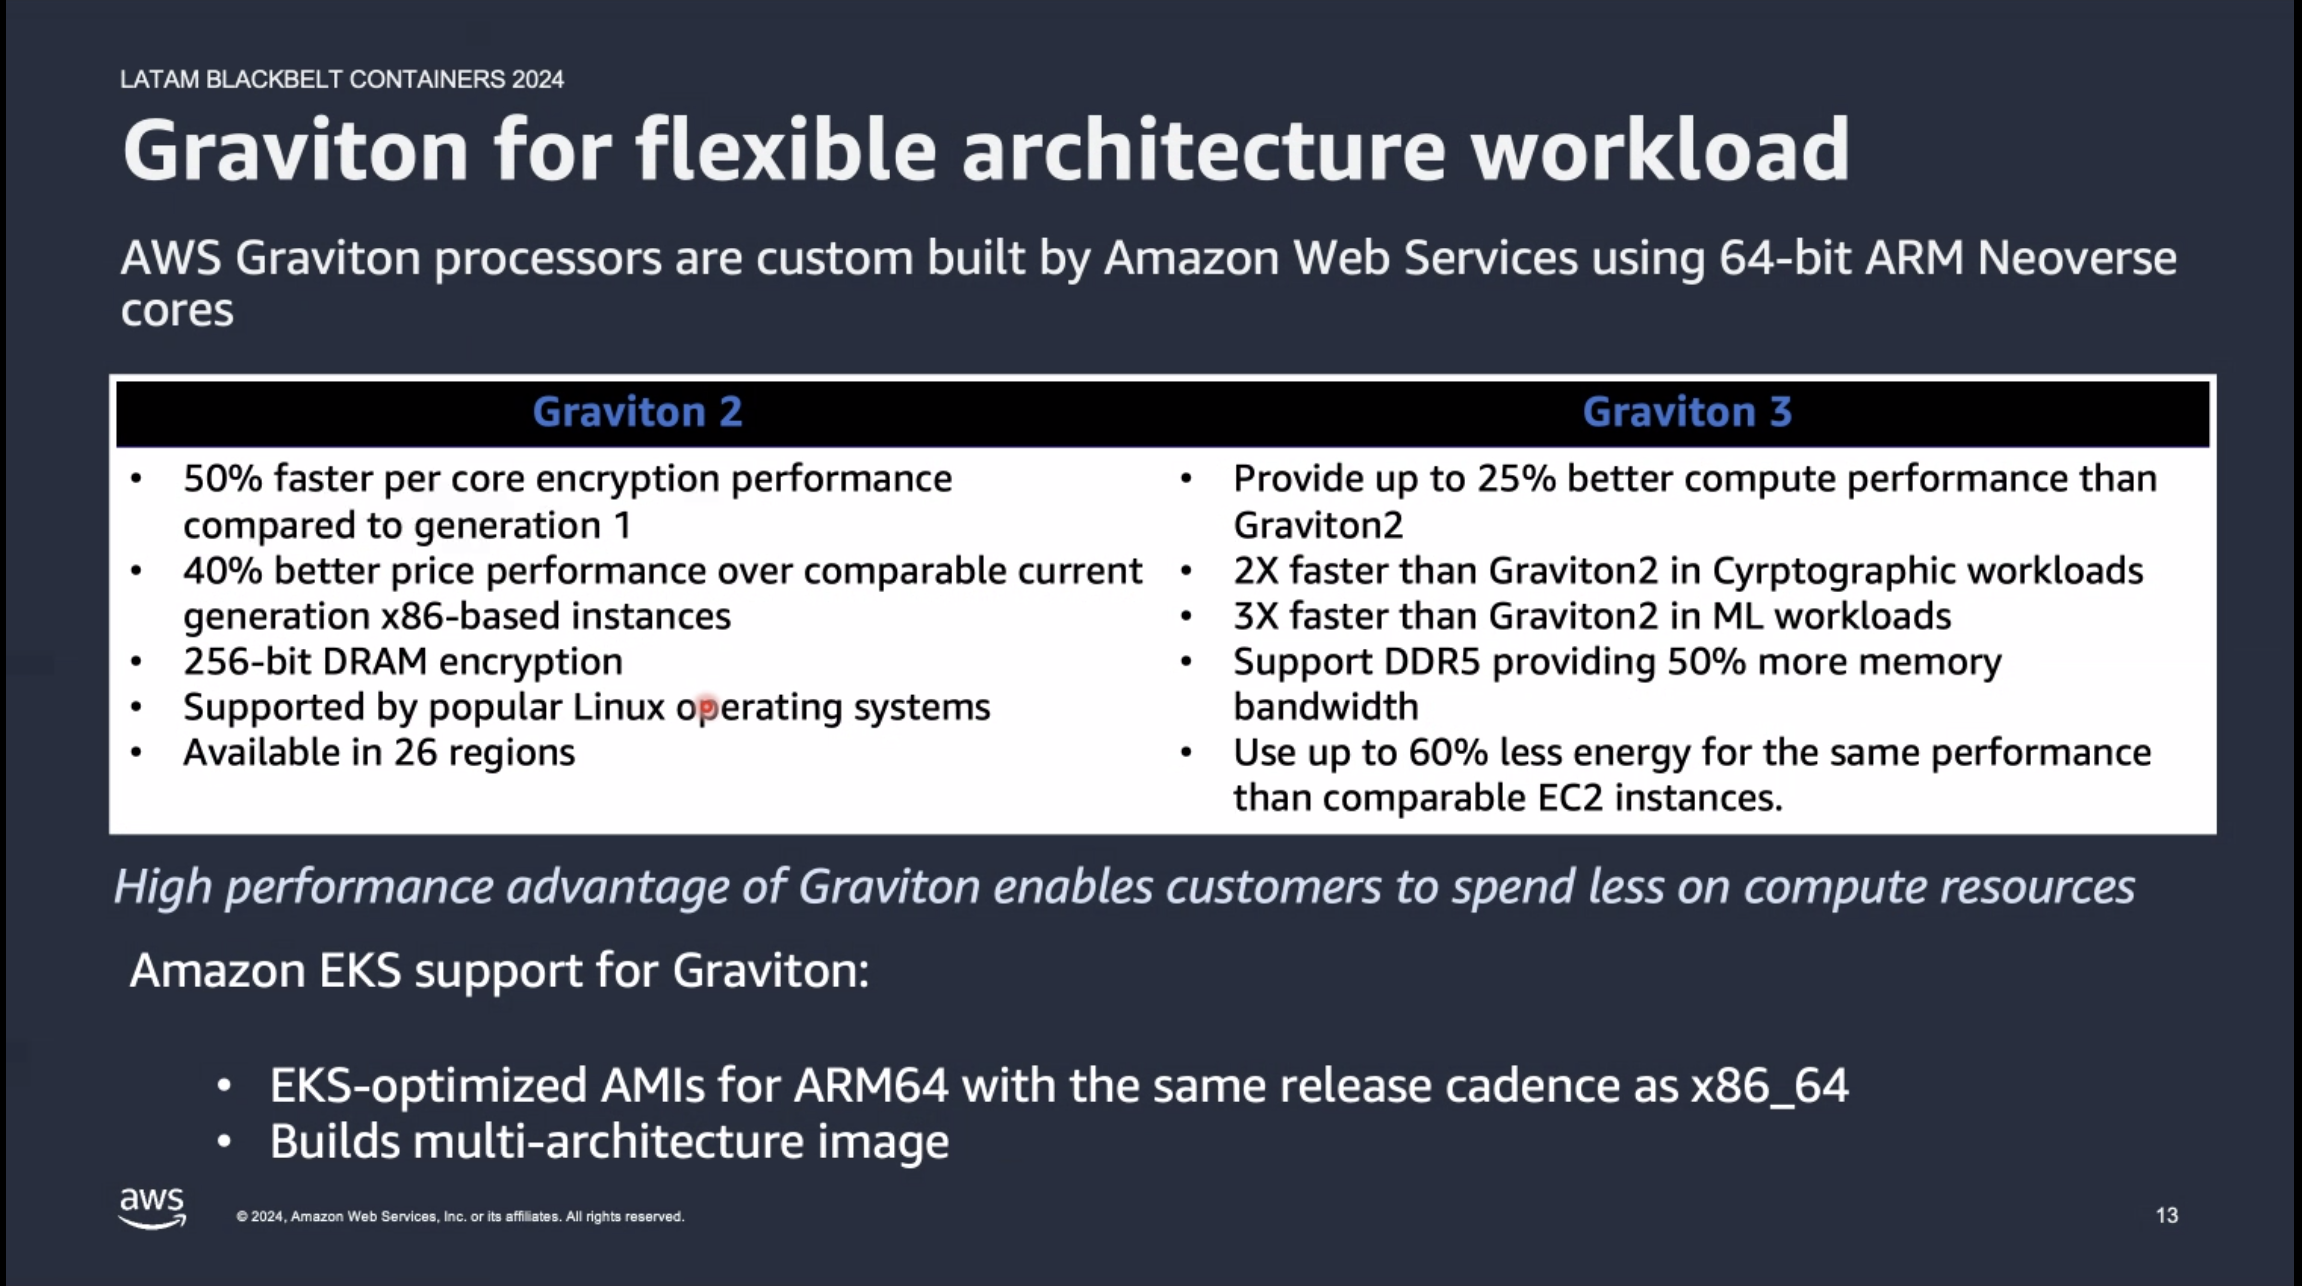 LATAM BLACKBELT CONTAINERS 2024
Graviton for flexible architecture workload
AWS Graviton processors are custom built by Amazon Web Services using 64-bit ARM Neoverse
cores
Graviton 2
• 50% faster per core encryption performance
compared to generation 1
• 40% better price performance over comparable current
generation x86-based instances
• 256-bit DRAM encryption
• Supported by popular Linux operating systems
• Available in 26 regions
Graviton 3
• Provide up to 25% better compute performance than
Graviton2
• 2X faster than Graviton2 in Cyrptographic workloads
• 3X faster than Graviton2 in ML workloads
• Support DDR5 providing 50% more memory
bandwidth
• Use up to 60% less energy for the same performance
than comparable EC2 instances.
High performance advantage of Graviton enables customers to spend less on compute resources
Amazon EKS support for Graviton:
• EKS-optimized AMIs for ARM64 with the same release cadence as x86_64
• Builds multi-architecture image
aws
© 2024, Amazon Web Services, Inc. or its affiliates. All rights reserved.
13